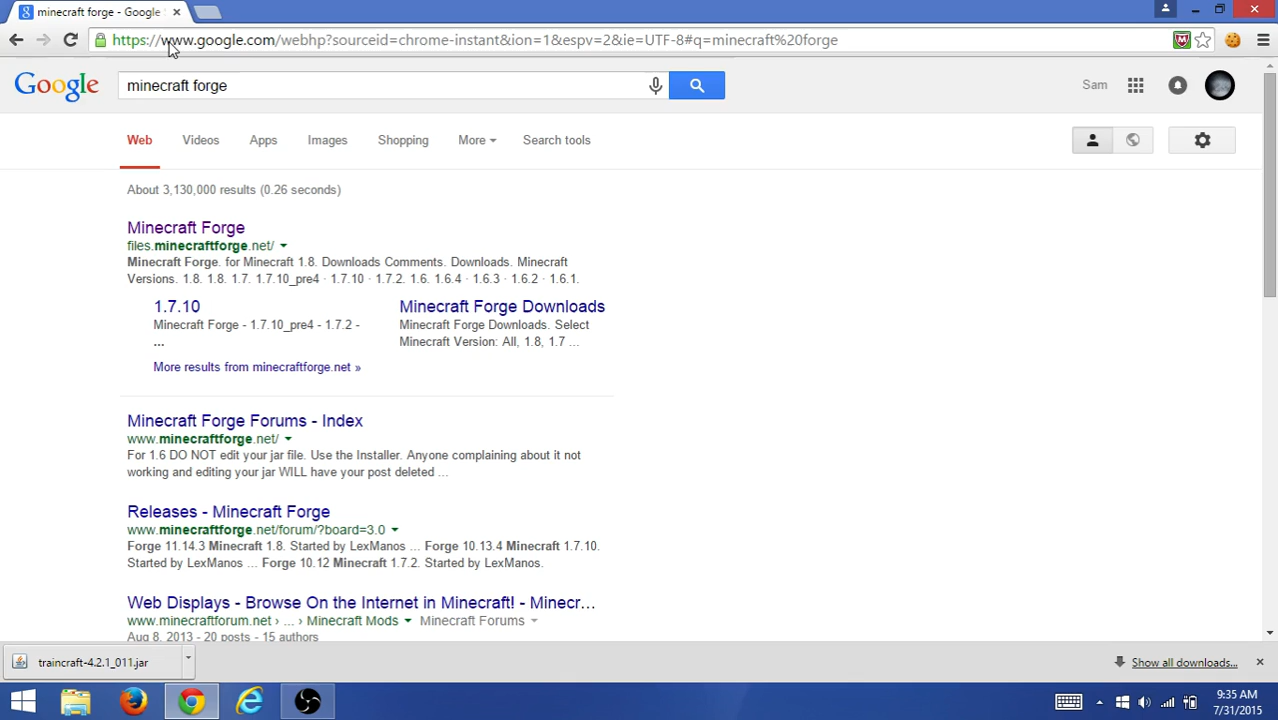 minecraft forge - Google
https://www.google.com/webhp?sourceid=chrome-instant&ion=1&espv=2&ie=UTF-8#q=minecraft%20forge
Google
minecraft forge
Sam
Web Videos Apps Images Shopping More Search tools
About 3,130,000 results (0.26 seconds)
Minecraft Forge
files.minecraftforge.net/
Minecraft Forge. for Minecraft 1.8. Downloads Comments. Downloads. Minecraft
Versions. 1.8. 1.8. 1.7. 1.7.10_pre4 · 1.7.10 · 1.7.2. 1.6. 1.6.4 · 1.6.3 · 1.6.2 · 1.6.1.
1.7.10
Minecraft Forge - 1.7.10_pre4 - 1.7.2 -
...
Minecraft Forge Downloads
Minecraft Forge Downloads. Select
Minecraft Version: All, 1.8, 1.7 ...
More results from minecraftforge.net »
Minecraft Forge Forums - Index
www.minecraftforge.net/
For 1.6 DO NOT edit your jar file. Use the Installer. Anyone complaining about it not
working and editing your jar WILL have your post deleted ...
Releases - Minecraft Forge
www.minecraftforge.net/forum/?board=3.0
Forge 11.14.3 Minecraft 1.8. Started by LexManos ... Forge 10.13.4 Minecraft 1.7.10.
Started by LexManos ... Forge 10.12 Minecraft 1.7.2. Started by LexManos.
Web Displays - Browse On the Internet in Minecraft! - Minecr...
www.minecraftforum.net › ... › Minecraft Mods Minecraft Forums
Aug 8, 2013 - 20 posts - 15 authors
traincraft-4.2.1_011.jar
Show all downloads...
9:35 AM
7/31/2015